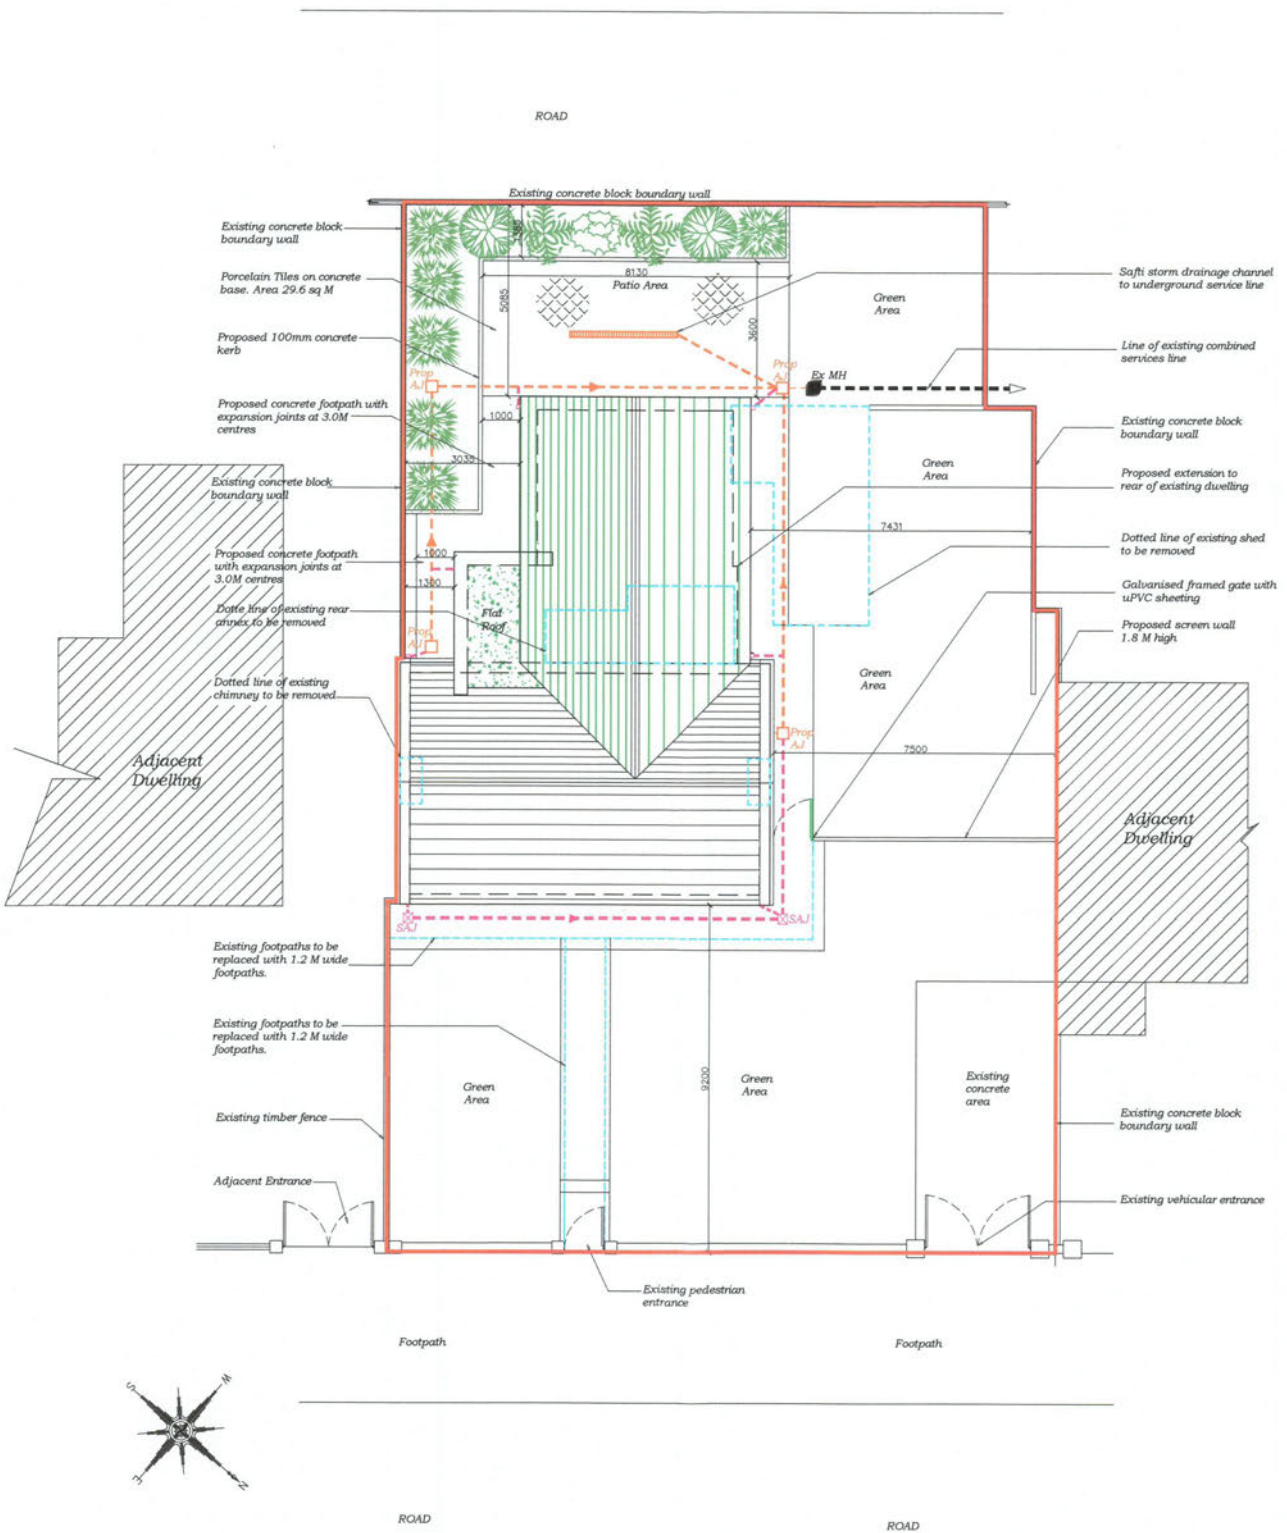 ROAD
Existing concrete block boundary wall
Existing concrete block
boundary wall
Porcelain Tiles on concrete
base. Area 29.6 sq M
Proposed 100mm concrete
kerb
Proposed concrete footpath with
expansion joints at 3.0M
centres
Existing concrete block
boundary wall
Proposed concrete footpath
with expansion joints at
3.0M centres
Dotte line of existing rear
annex to be removed
Dotted line of existing
chimney to be removed
Adjacent
Dwelling
Existing footpaths to be
replaced with 1.2 M wide
footpaths.
Existing footpaths to be
replaced with 1.2 M wide
footpaths.
Existing timber fence
Adjacent Entrance
1385
8130
Patio Area
5085
3600
Prop
AJ
Prop
AJ
Ex MH
1000
3035
1000
1300
Flat
Roof
Prop
AJ
Prop
AJ
SAJ
SAJ
Green
Area
Green
Area
7431
Green
Area
7500
Green
Area
9200
Green
Area
Existing
concrete
area
Safti storm drainage channel
to underground service line
Line of existing combined
services line
Existing concrete block
boundary wall
Proposed extension to
rear of existing dwelling
Dotted line of existing shed
to be removed
Galvanised framed gate with
uPVC sheeting
Proposed screen wall
1.8 M high
Adjacent
Dwelling
Existing concrete block
boundary wall
Existing vehicular entrance
Existing pedestrian
entrance
Footpath
Footpath
S
W
E
N
ROAD
ROAD